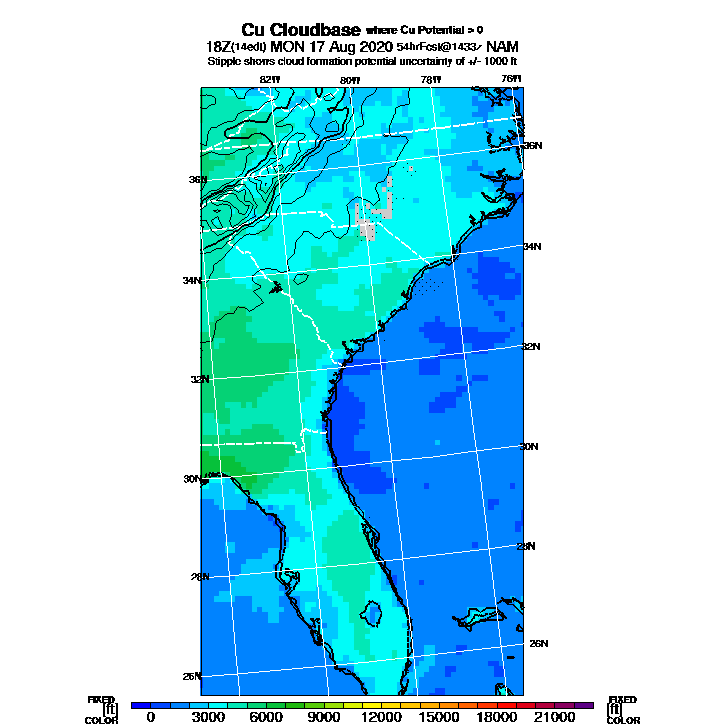 Cu Cloudbase where Cu Potential > 0
18Z(14edt) MON 17 Aug 2020 54hrFcst@1433z NAM
Stipple shows cloud formation potential uncertainty of +/- 1000 ft
82W 80W 78W 76W
36N
36N
34N
34N
32N
32N
30N
30N
28N
28N
26N
26N
FIXED FIXED
[ft] [ft]
COLOR COLOR
0 3000 6000 9000 12000 15000 18000 21000